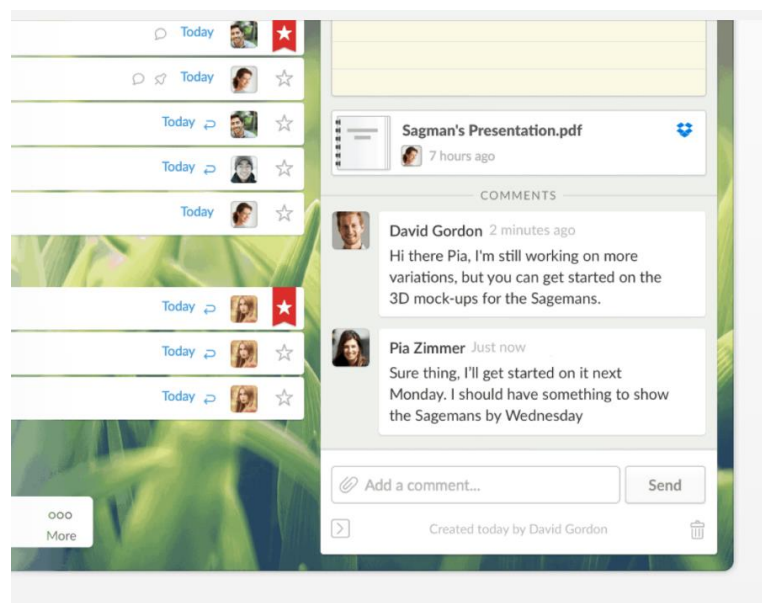 Today
Today
Today
Today
Today
Today
Today
Today
ooo
More
Sagman's Presentation.pdf
7 hours ago
COMMENTS
David Gordon 2 minutes ago
Hi there Pia, I'm still working on more
variations, but you can get started on the
3D mock-ups for the Sagemans.
Pia Zimmer Just now
Sure thing, I'll get started on it next
Monday. I should have something to show
the Sagemans by Wednesday
Add a comment...
Send
Created today by David Gordon